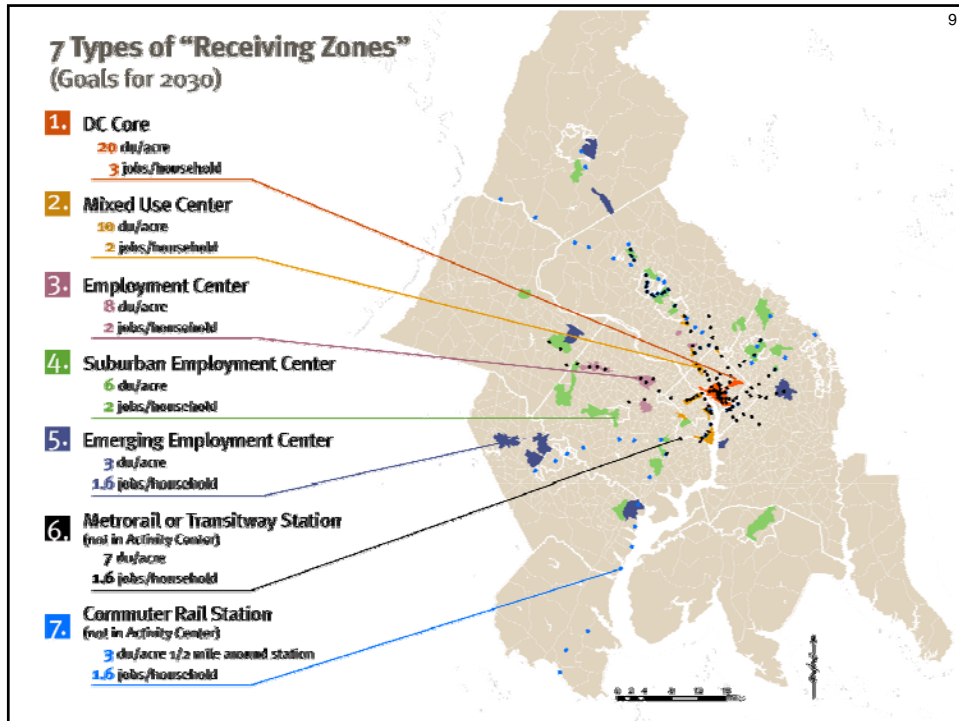 9
7 Types of “Receiving Zones”
(Goals for 2030)
1. DC Core
20 du/acre
3 jobs/household
2. Mixed Use Center
10 du/acre
2 jobs/household
3. Employment Center
8 du/acre
2 jobs/household
4. Suburban Employment Center
6 du/acre
2 jobs/household
5. Emerging Employment Center
3 du/acre
1.6 jobs/household
6. Metrorail or Transitway Station
(not in Activity Center)
7 du/acre
1.6 jobs/household
7. Commuter Rail Station
(not in Activity Center)
3 du/acre 1/2 mile around station
1.6 jobs/household